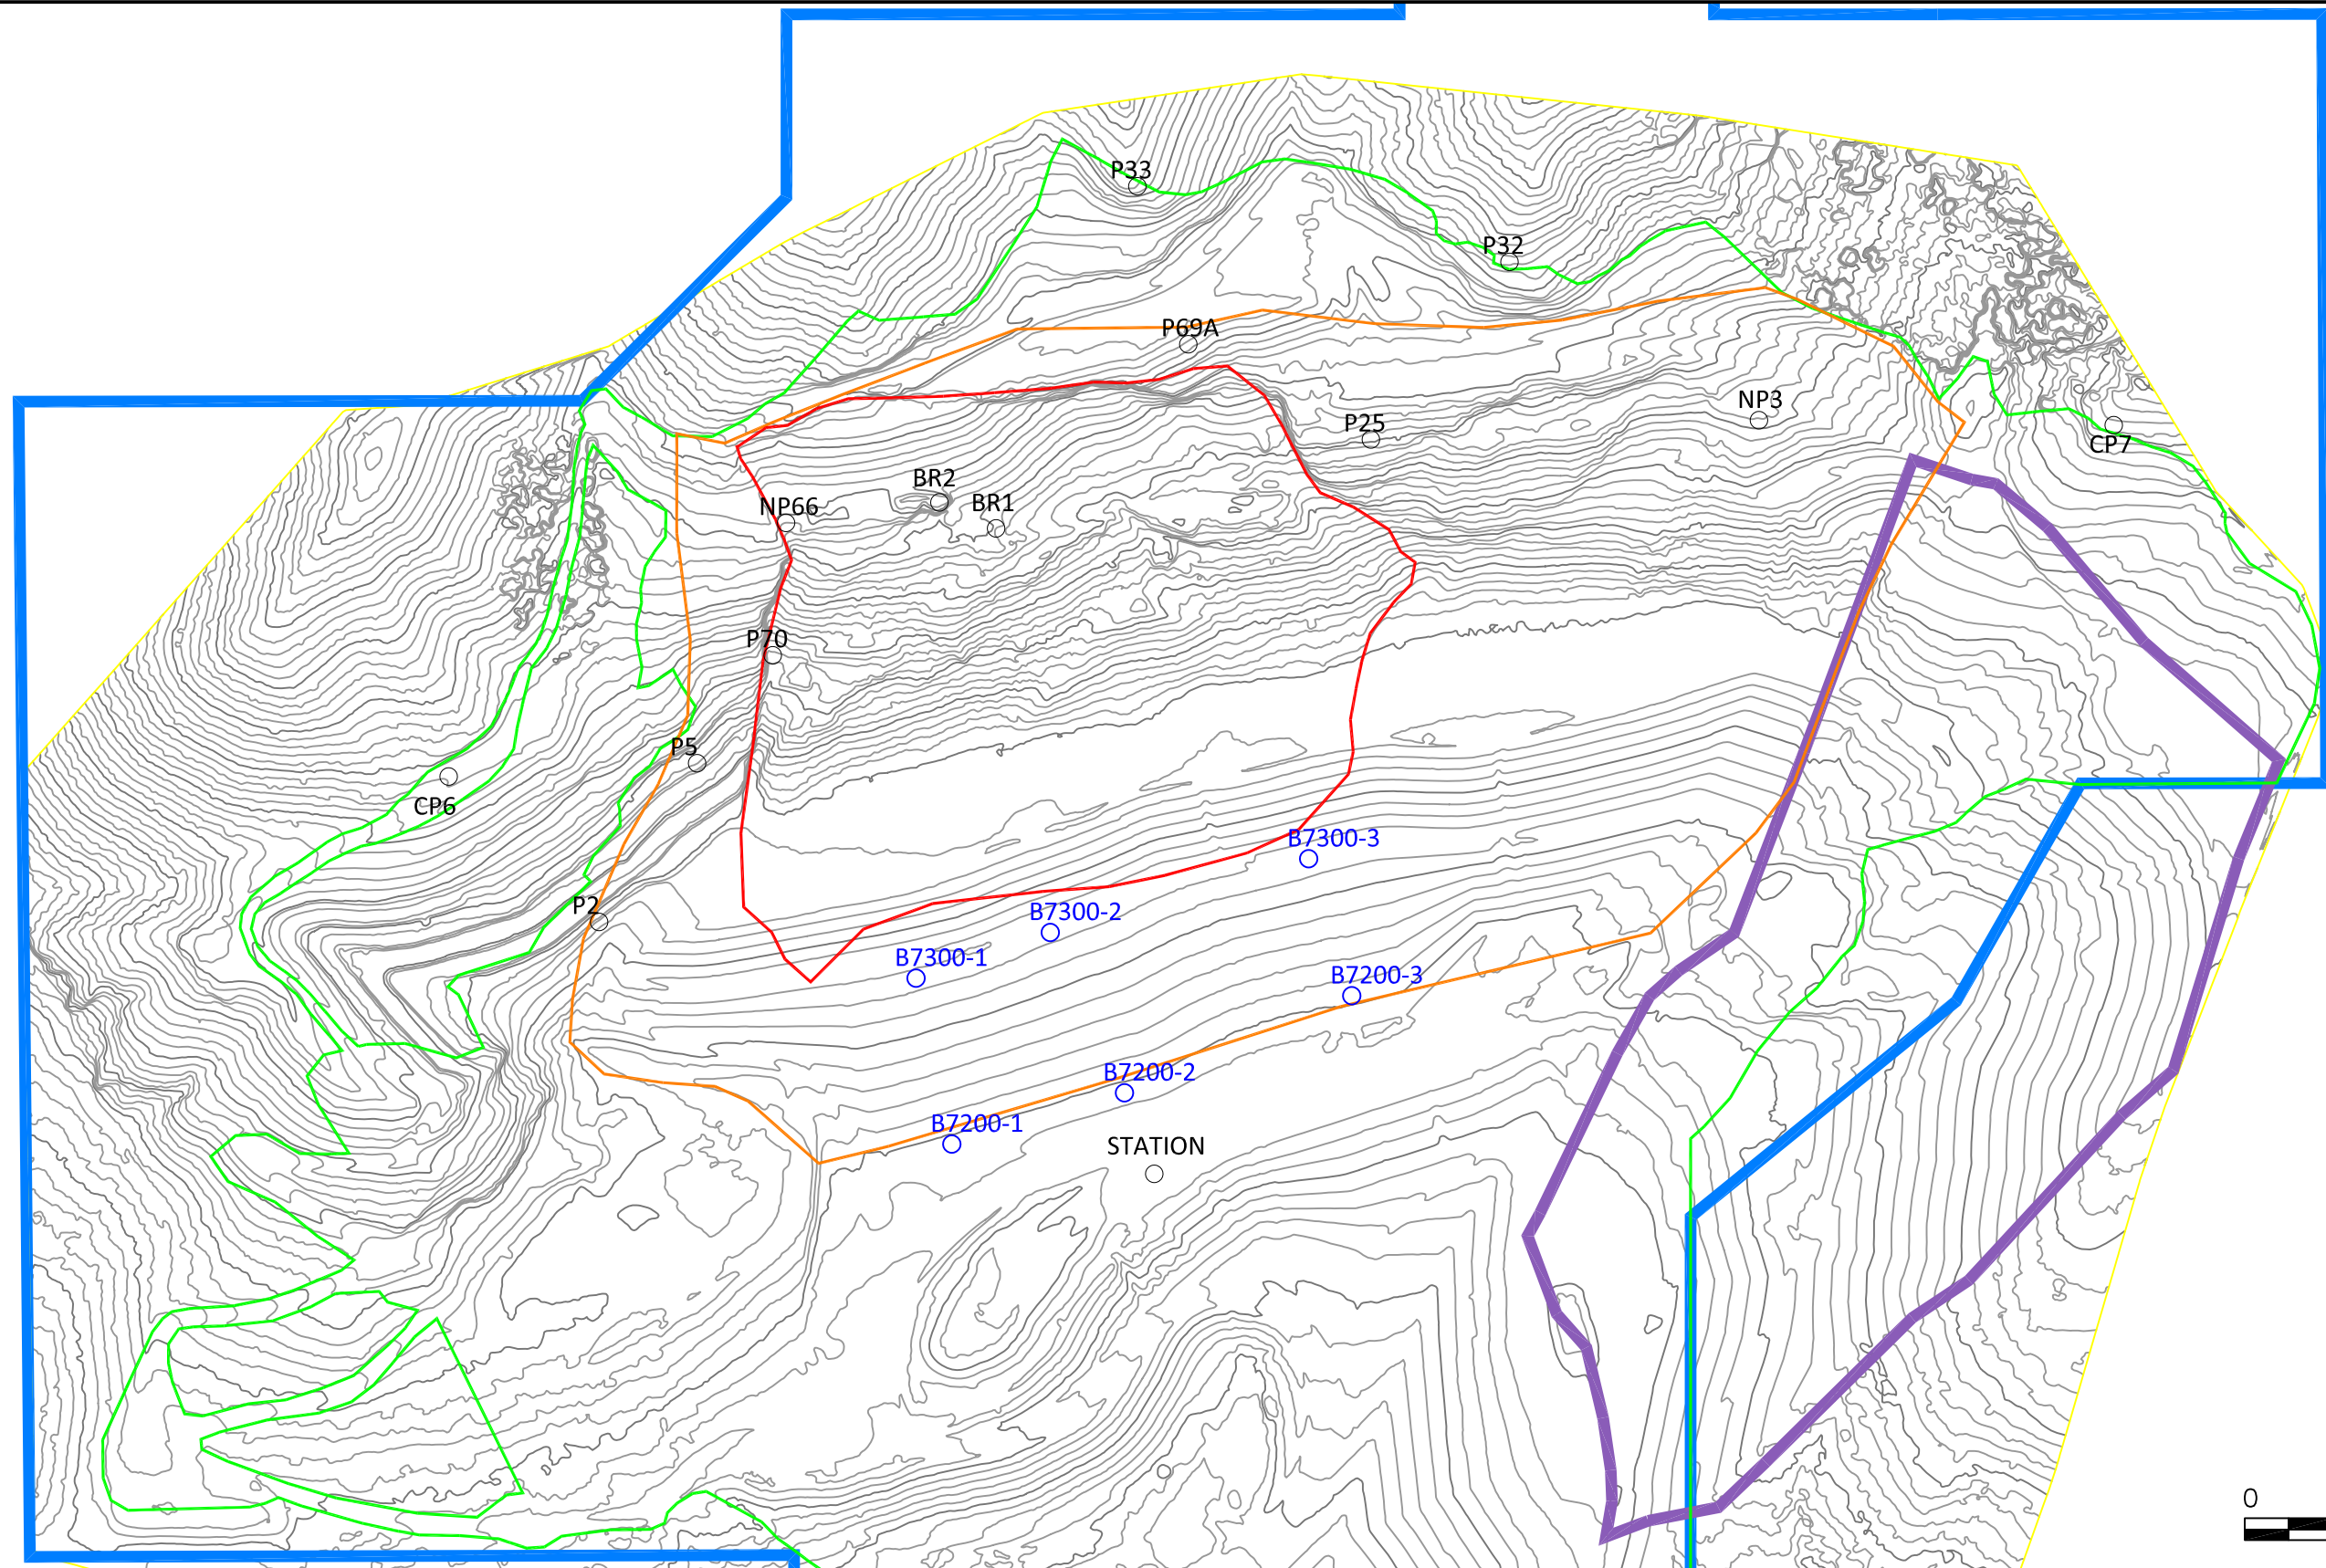 P33
P32
P69A
NP3
P25
CP7
BR2
BR1
NP66
P70
P5
CP6
B7300-3
P2
B7300-2
B7300-1
B7200-3
B7200-2
B7200-1
STATION
0